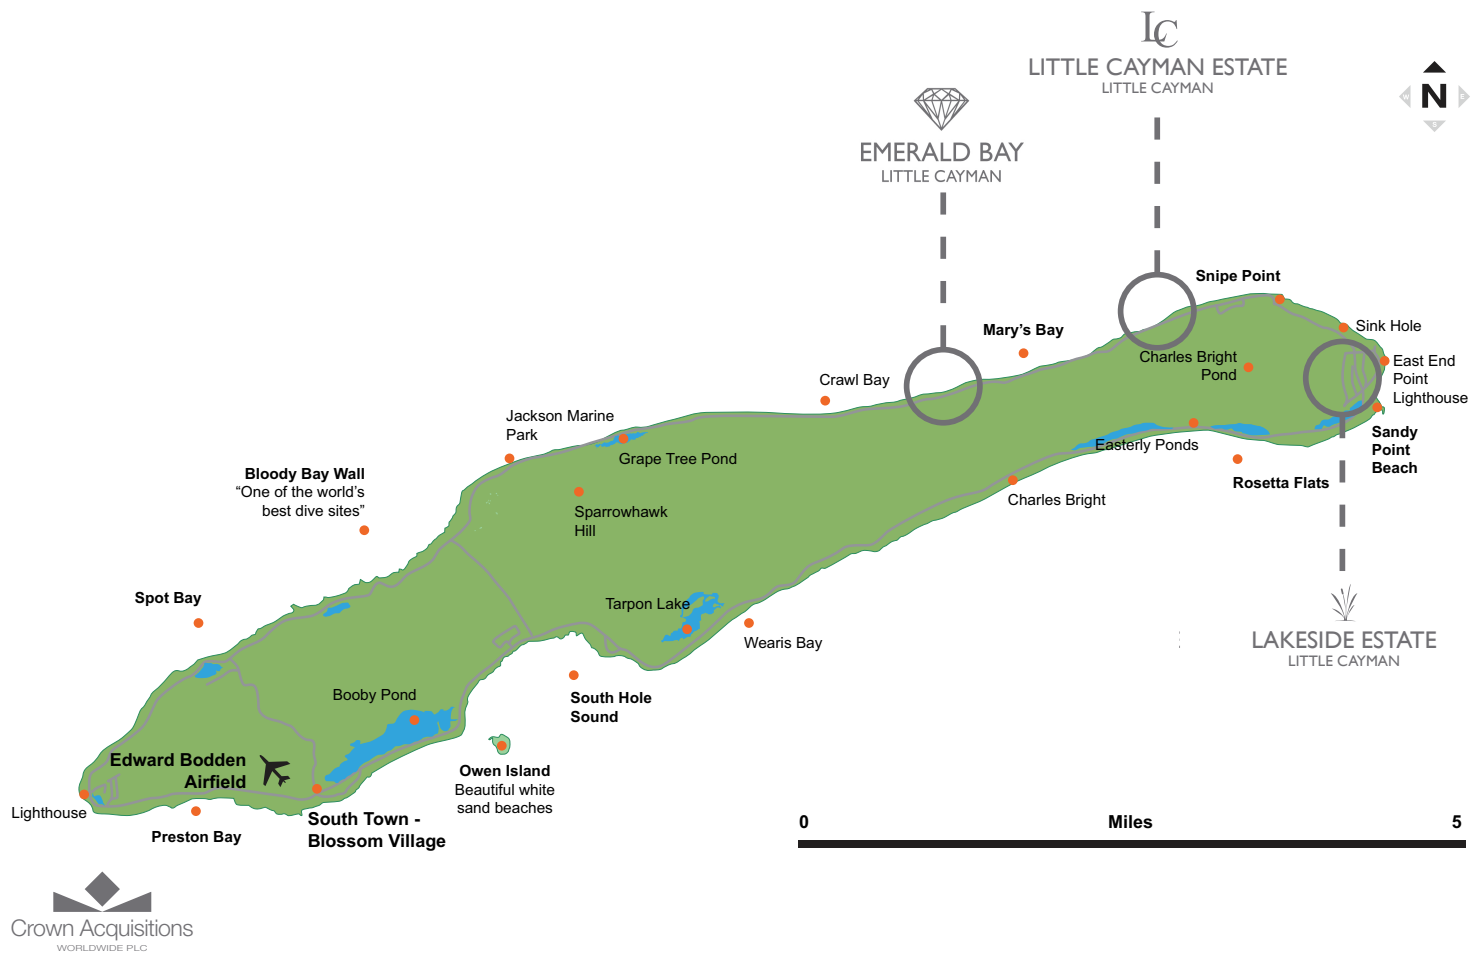 LC
LITTLE CAYMAN ESTATE
LITTLE CAYMAN
EMERALD BAY
LITTLE CAYMAN
N
W
E
S
Snipe Point
Sink Hole
Mary’s Bay
Charles Bright
Pond
East End
Point
Lighthouse
Crawl Bay
Jackson Marine
Park
Grape Tree Pond
Easterly Ponds
Sandy
Point
Beach
Bloody Bay Wall
“One of the world’s
best dive sites”
Rosetta Flats
Charles Bright
Sparrowhawk
Hill
Spot Bay
Tarpon Lake
Wearis Bay
LAKESIDE ESTATE
LITTLE CAYMAN
Booby Pond
South Hole
Sound
Edward Bodden
Airfield
Owen Island
Beautiful white
sand beaches
Lighthouse
Preston Bay
South Town -
Blossom Village
0 Miles 5
Crown Acquisitions
WORLDWIDE PLC